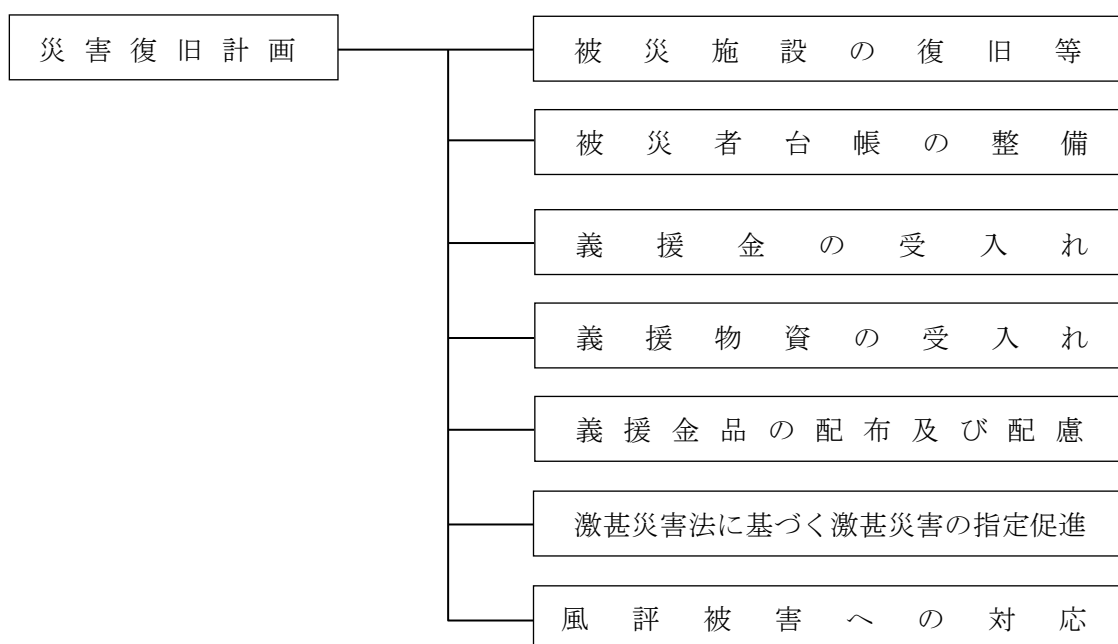 災害復旧計画
被災施設の復旧等
被災者台帳の整備
義援金の受入れ
義援物資の受入れ
義援金品の配布及び配慮
激甚災害法に基づく激甚災害の指定促進
風評被害への対応